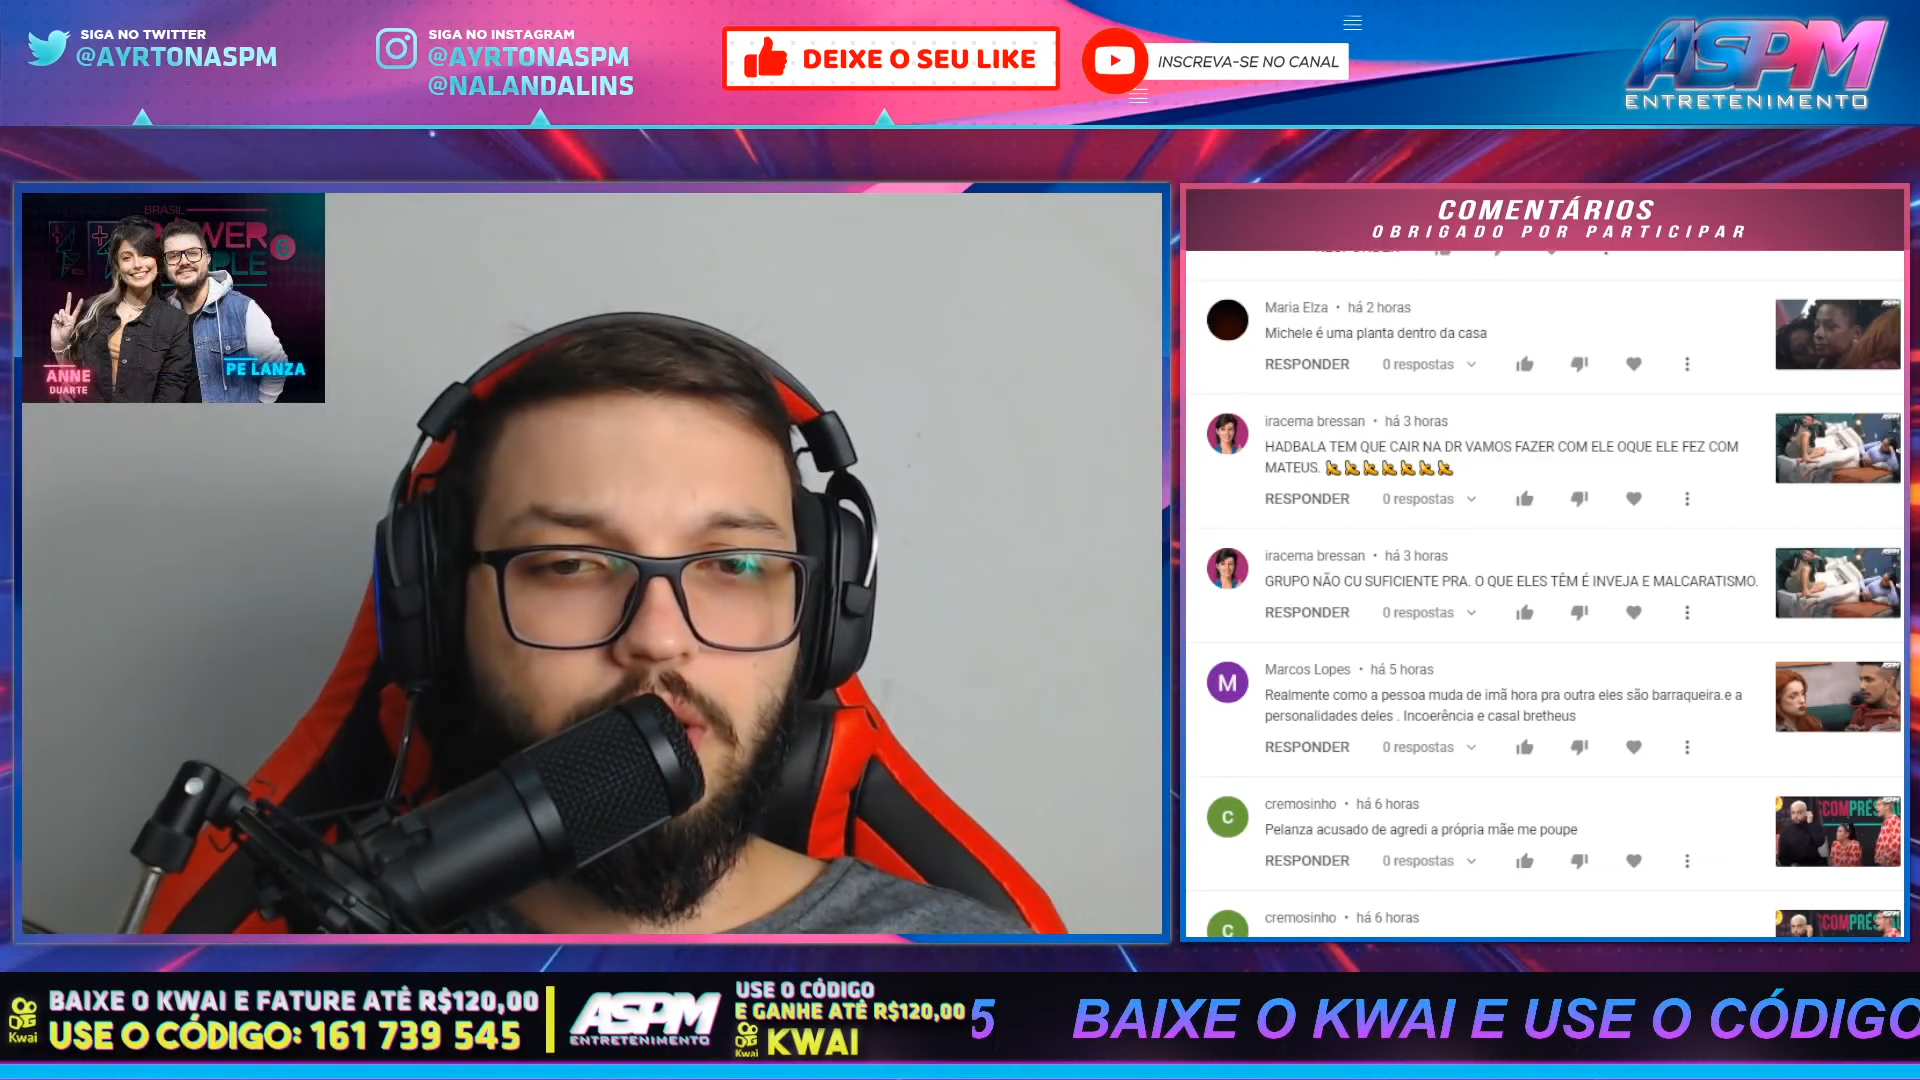 SIGA NO TWITTER
@AYRTONASPM
SIGA NO INSTAGRAM
@AYRTONASPM
@NALANDALINS
DEIXE O SEU LIKE
INSCREVA-SE NO CANAL
ASPM
ENTRETENIMENTO
BRASIL
ANNE
DUARTE
PE LANZA
COMENTÁRIOS
OBRIGADO POR PARTICIPAR
Maria Elza • há 2 horas
Michele é uma planta dentro da casa
RESPONDER 0 respostas
iracema bressan • há 3 horas
HADBALA TEM QUE CAIR NA DR VAMOS FAZER COM ELE OQUE ELE FEZ COM
MATEUS.
RESPONDER 0 respostas
iracema bressan • há 3 horas
GRUPO NÃO CU SUFICIENTE PRA. O QUE ELES TÊM É INVEJA E MALCARATISMO.
RESPONDER 0 respostas
M
Marcos Lopes • há 5 horas
Realmente como a pessoa muda de imã hora pra outra eles são barraqueira.e a
personalidades deles . Incoerência e casal bretheus
RESPONDER 0 respostas
c
cremosinho • há 6 horas
Pelanza acusado de agredi a própria mãe me poupe
RESPONDER 0 respostas
c
cremosinho • há 6 horas
Kwai
BAIXE O KWAI E FATURE ATÉ R$120,00
USE O CÓDIGO: 161 739 545
ASPM
ENTRETENIMENTO
USE O CÓDIGO
E GANHE ATÉ R$120,00
Kwai
KWAI
5 BAIXE O KWAI E USE O CÓDIGO